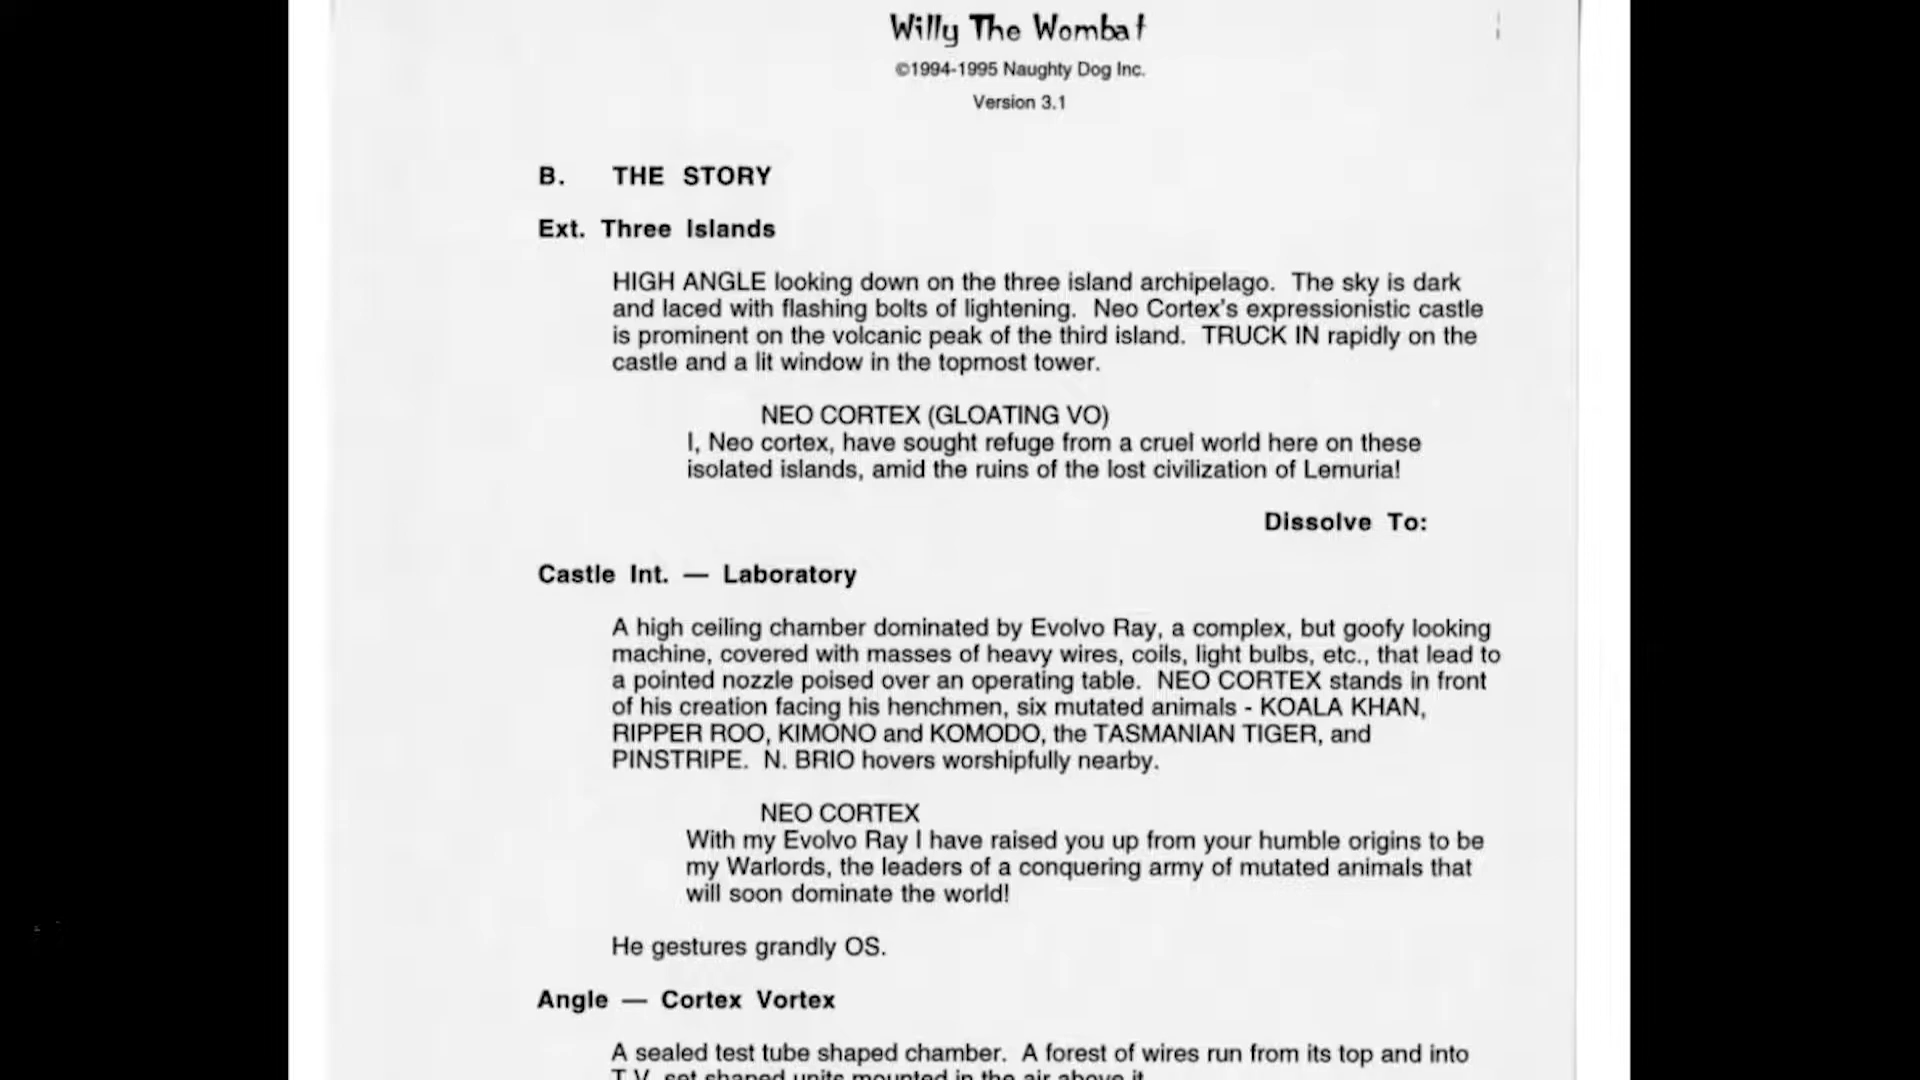 Willy The Wombat
©1994-1995 Naughty Dog Inc.
Version 3.1
B. THE STORY
Ext. Three Islands
HIGH ANGLE looking down on the three island archipelago. The sky is dark
and laced with flashing bolts of lightening. Neo Cortex's expressionistic castle
is prominent on the volcanic peak of the third island. TRUCK IN rapidly on the
castle and a lit window in the topmost tower.
NEO CORTEX (GLOATING VO)
I, Neo cortex, have sought refuge from a cruel world here on these
isolated islands, amid the ruins of the lost civilization of Lemuria!
Dissolve To:
Castle Int. — Laboratory
A high ceiling chamber dominated by Evolvo Ray, a complex, but goofy looking
machine, covered with masses of heavy wires, coils, light bulbs, etc., that lead to
a pointed nozzle poised over an operating table. NEO CORTEX stands in front
of his creation facing his henchmen, six mutated animals - KOALA KHAN,
RIPPER ROO, KIMONO and KOMODO, the TASMANIAN TIGER, and
PINSTRIPE. N. BRIO hovers worshipfully nearby.
NEO CORTEX
With my Evolvo Ray I have raised you up from your humble origins to be
my Warlords, the leaders of a conquering army of mutated animals that
will soon dominate the world!
He gestures grandly OS.
Angle — Cortex Vortex
A sealed test tube shaped chamber. A forest of wires run from its top and into
T.V. set shaped units mounted in the air above it.